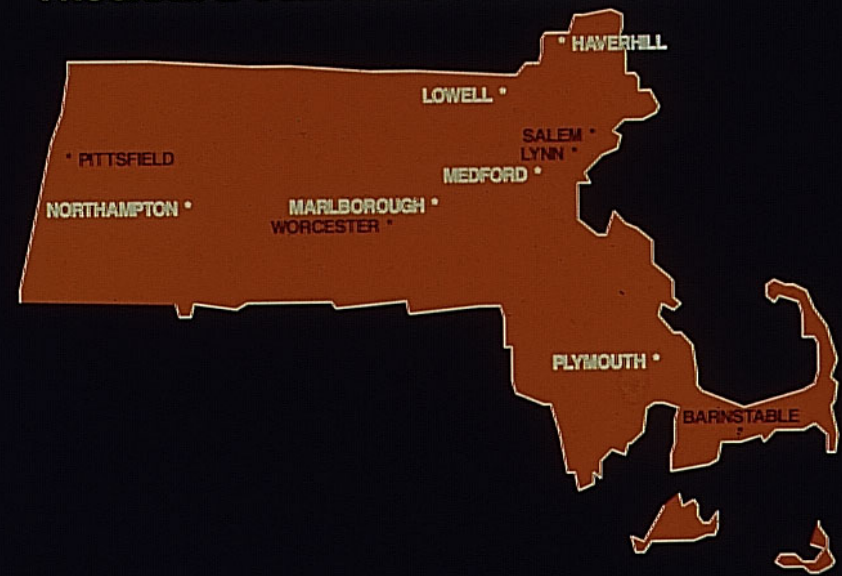 HAVERHILL
LOWELL
SALEM
LYNN
PITTSFIELD
MEDFORD
NORTHAMPTON
MARLBOROUGH
WORCESTER
PLYMOUTH
BARNSTABLE